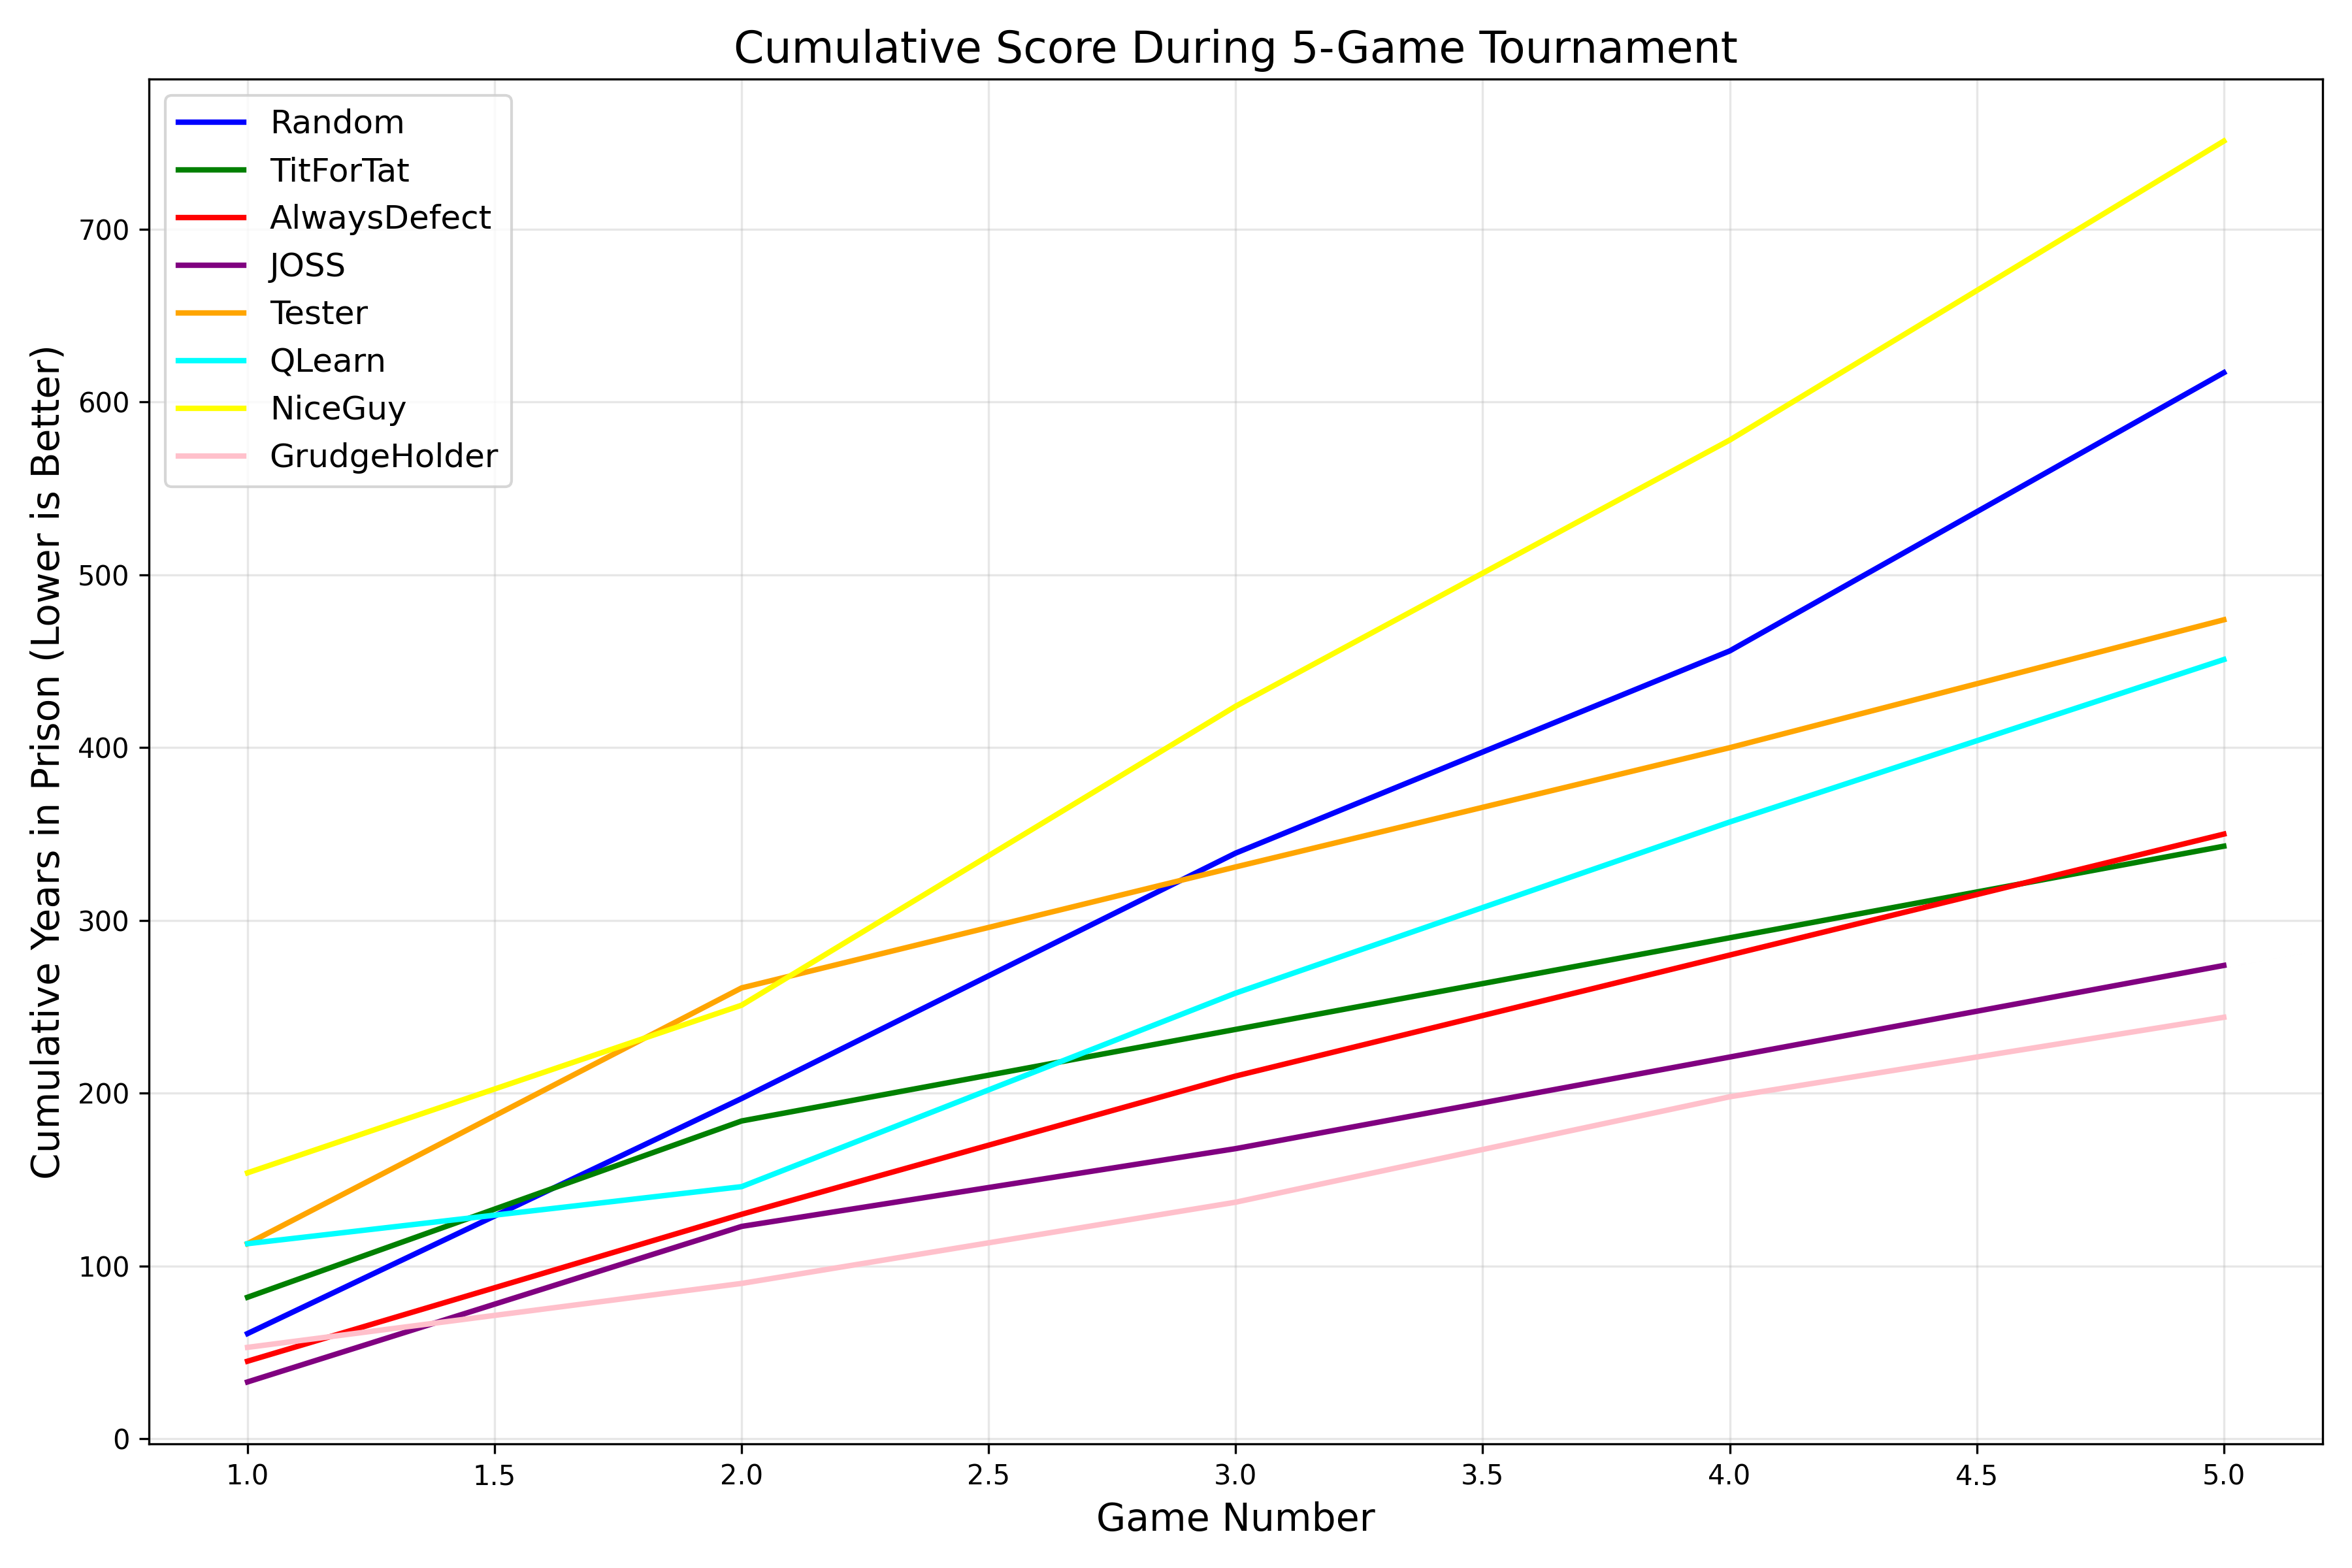 Cumulative Score During 5-Game Tournament
Random
TitForTat
AlwaysDefect
JOSS
Tester
QLearn
NiceGuy
GrudgeHolder
Cumulative Years in Prison (Lower is Better)
700
600
500
400
300
200
100
0
1.0 1.5 2.0 2.5 3.0 3.5 4.0 4.5 5.0
Game Number